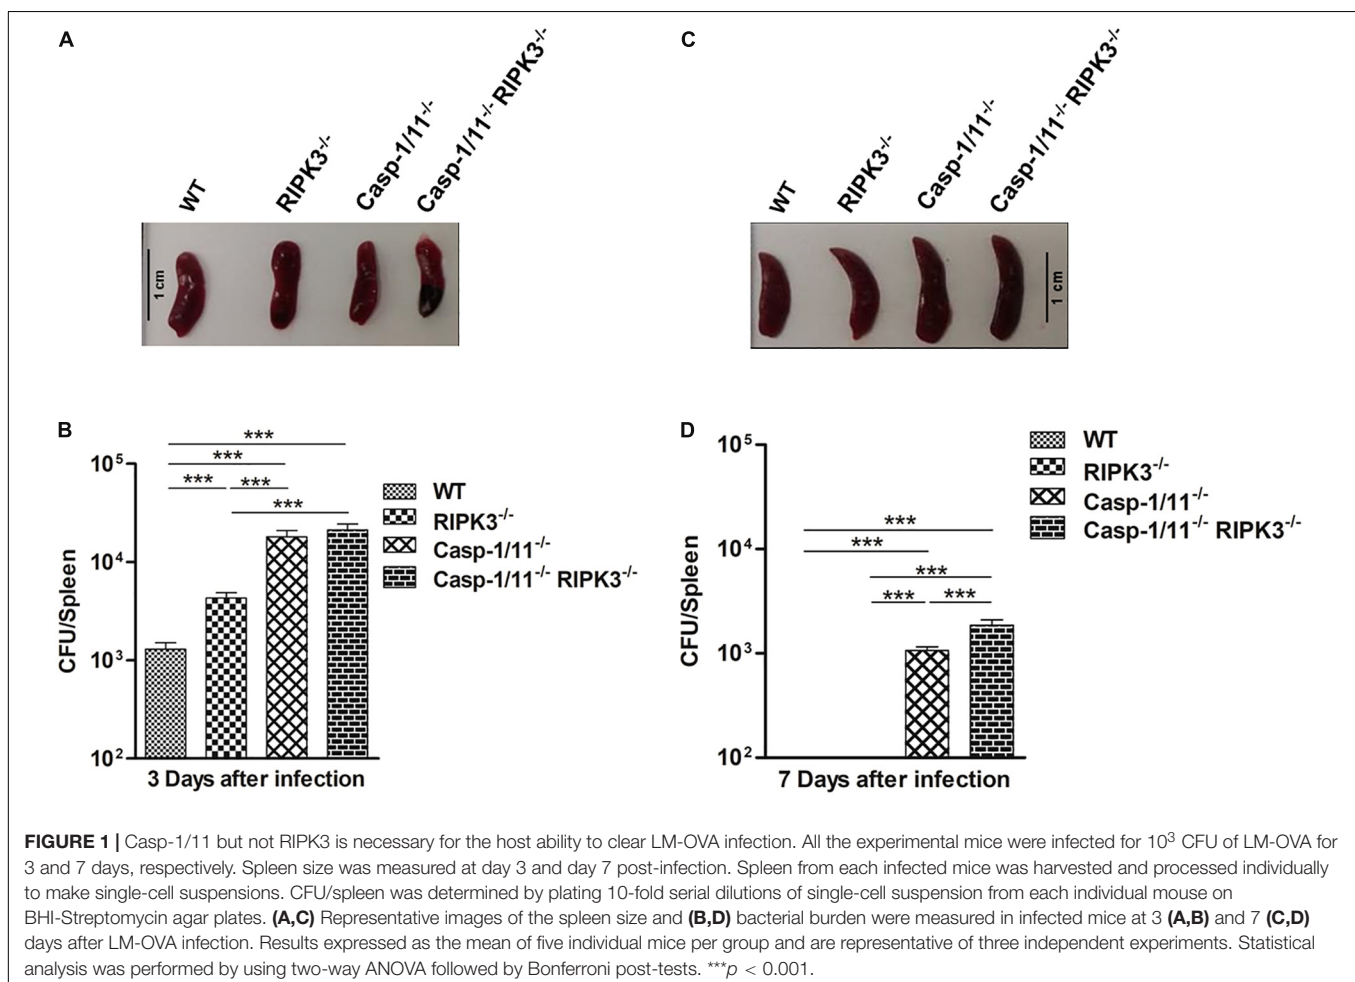 A
WT
RIPK3-/-
Casp-1/11-/-
Casp-1/11-/- RIPK3-/-
1 cm
C
WT
RIPK3-/-
Casp-1/11-/-
Casp-1/11-/- RIPK3-/-
1 cm
B
***
***
*** ***
***
10^5
10^4
10^3
10^2
CFU/Spleen
3 Days after infection
WT
RIPK3-/-
Casp-1/11-/-
Casp-1/11-/- RIPK3-/-
D
***
***
***
*** ***
10^5
10^4
10^3
10^2
CFU/Spleen
7 Days after infection
WT
RIPK3-/-
Casp-1/11-/-
Casp-1/11-/- RIPK3-/-
FIGURE 1 | Casp-1/11 but not RIPK3 is necessary for the host ability to clear LM-OVA infection. All the experimental mice were infected for 10^3 CFU of LM-OVA for
3 and 7 days, respectively. Spleen size was measured at day 3 and day 7 post-infection. Spleen from each infected mice was harvested and processed individually
to make single-cell suspensions. CFU/spleen was determined by plating 10-fold serial dilutions of single-cell suspension from each individual mouse on
BHI-Streptomycin agar plates. (A,C) Representative images of the spleen size and (B,D) bacterial burden were measured in infected mice at 3 (A,B) and 7 (C,D)
days after LM-OVA infection. Results expressed as the mean of five individual mice per group and are representative of three independent experiments. Statistical
analysis was performed by using two-way ANOVA followed by Bonferroni post-tests. ***p < 0.001.